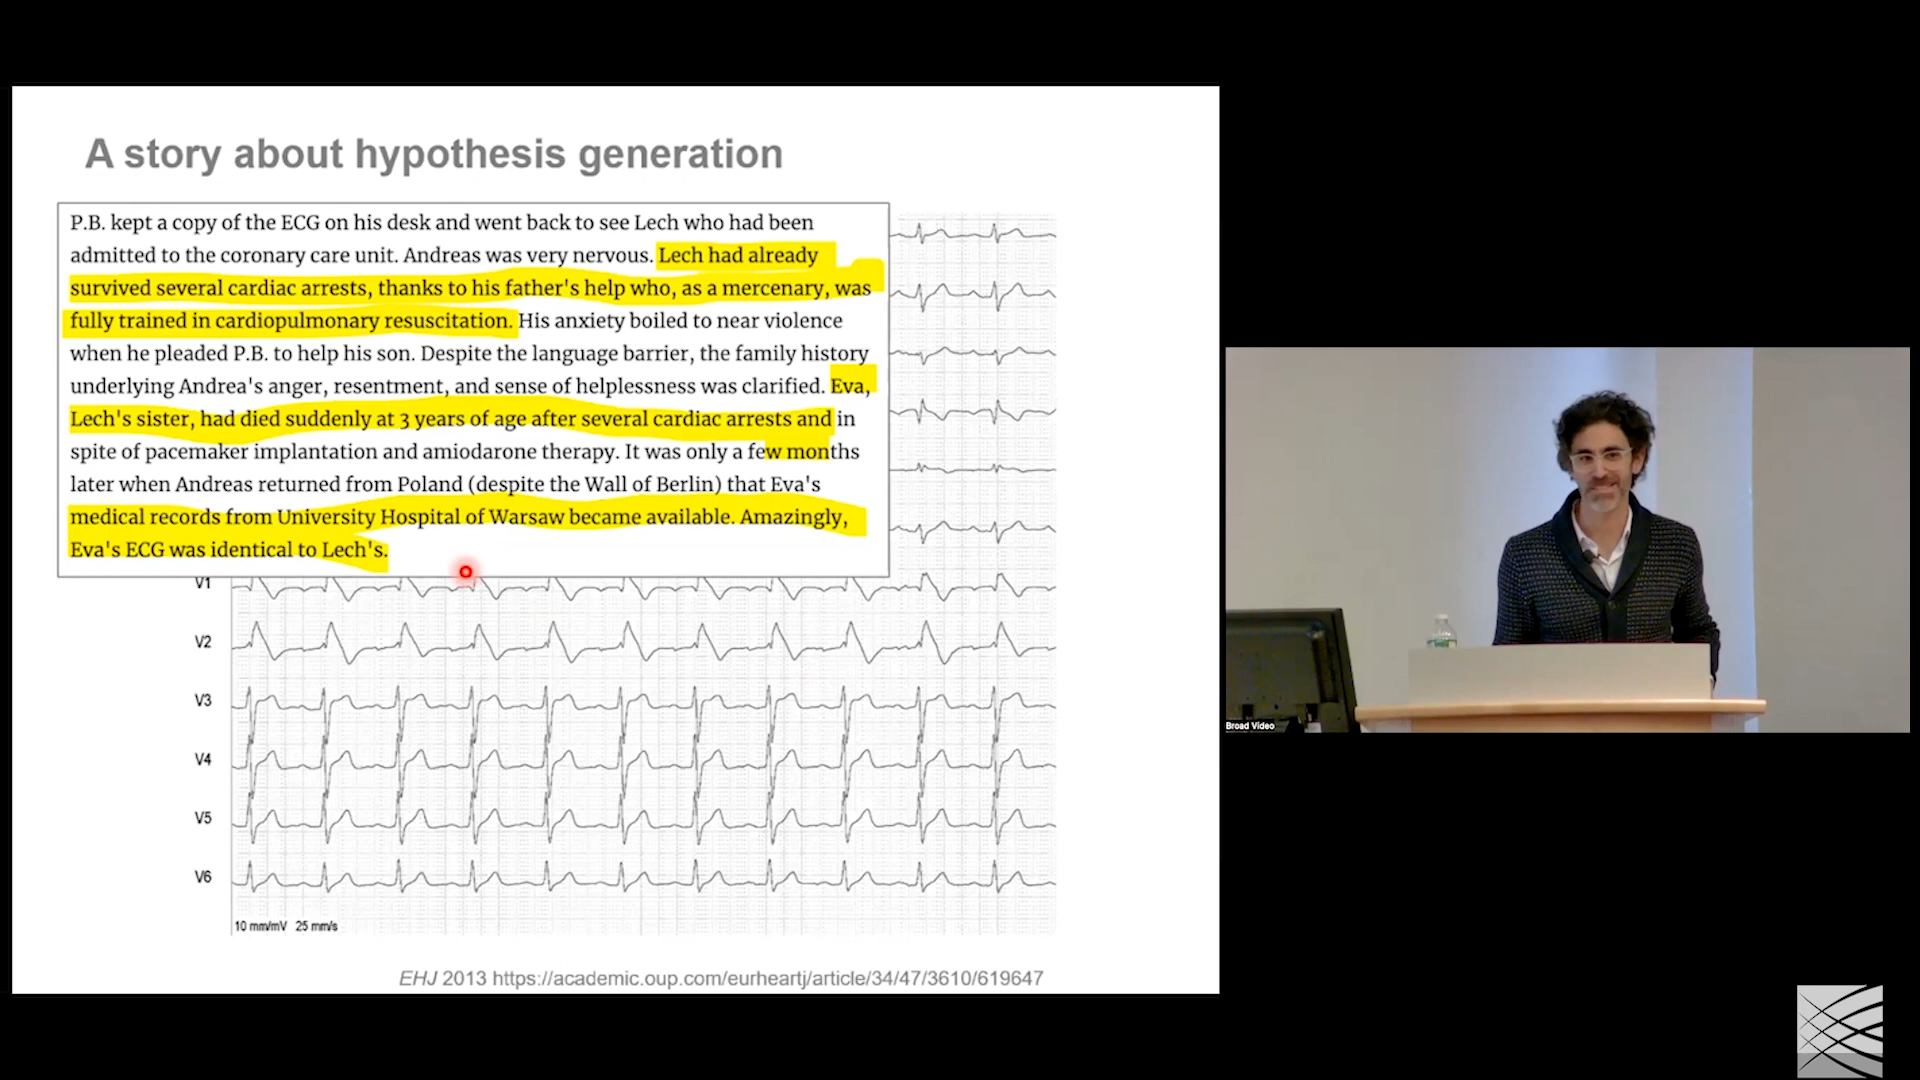 A story about hypothesis generation
P.B. kept a copy of the ECG on his desk and went back to see Lech who had been
admitted to the coronary care unit. Andreas was very nervous. Lech had already
survived several cardiac arrests, thanks to his father's help who, as a mercenary, was
fully trained in cardiopulmonary resuscitation. His anxiety boiled to near violence
when he pleaded P.B. to help his son. Despite the language barrier, the family history
underlying Andrea's anger, resentment, and sense of helplessness was clarified. Eva,
Lech's sister, had died suddenly at 3 years of age after several cardiac arrests and in
spite of pacemaker implantation and amiodarone therapy. It was only a few months
later when Andreas returned from Poland (despite the Wall of Berlin) that Eva's
medical records from University Hospital of Warsaw became available. Amazingly,
Eva's ECG was identical to Lech's.
V1
V2
V3
V4
V5
V6
10 mm/mV 25 mm/s
EHJ 2013 https://academic.oup.com/eurheartj/article/34/47/3610/619647
Broad Video